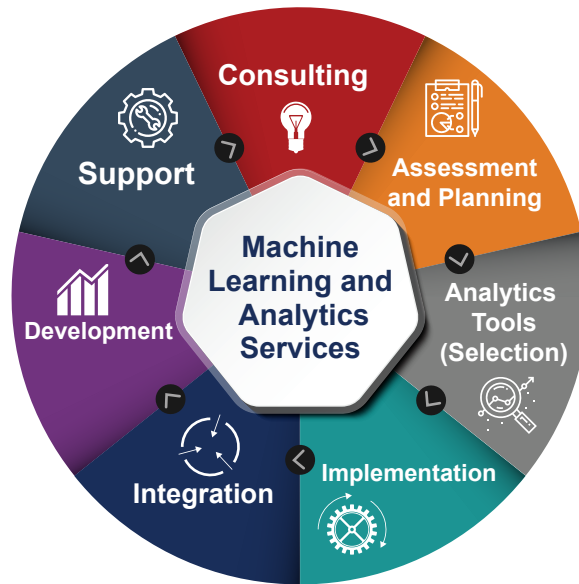 Consulting
Assessment
and Planning
Analytics
Tools
(Selection)
Implementation
Integration
Development
Support
Machine
Learning and
Analytics
Services